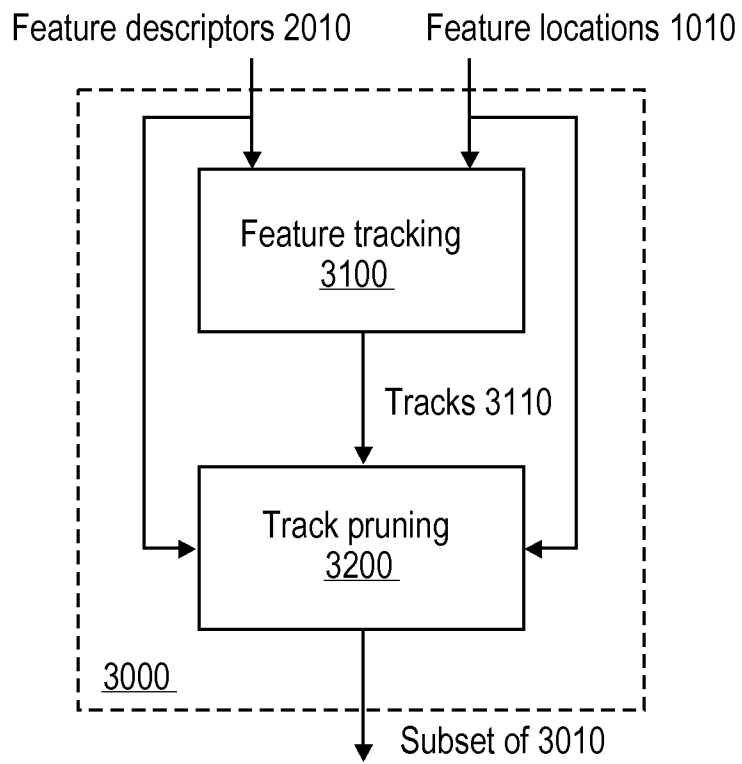 Feature descriptors 2010
Feature locations 1010
Feature tracking
3100
Tracks 3110
Track pruning
3200
3000
Subset of 3010